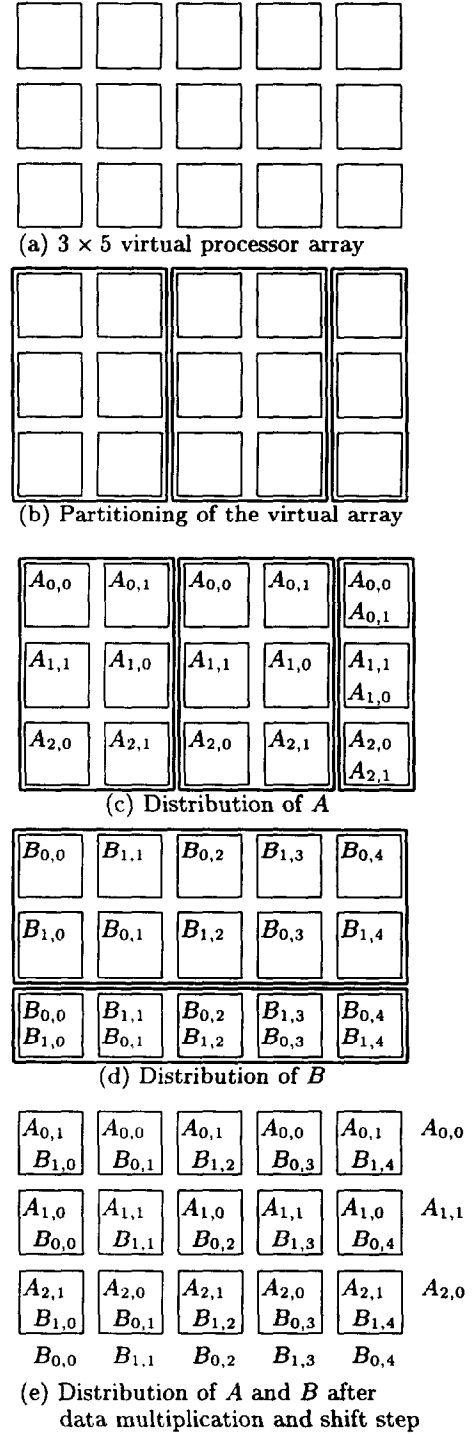 (a) 3 × 5 virtual processor array
(b) Partitioning of the virtual array
A0,0 A0,1 A0,0 A0,1 A0,0
A0,1
A1,1 A1,0 A1,1 A1,0 A1,1
A1,0
A2,0 A2,1 A2,0 A2,1 A2,0
A2,1
(c) Distribution of A
B0,0 B1,1 B0,2 B1,3 B0,4
B1,0 B0,1 B1,2 B0,3 B1,4
B0,0 B1,1 B0,2 B1,3 B0,4
B1,0 B0,1 B1,2 B0,3 B1,4
(d) Distribution of B
A0,1 A0,0 A0,1 A0,0 A0,1 A0,0
B1,0 B0,1 B1,2 B0,3 B1,4
A1,0 A1,1 A1,0 A1,1 A1,0 A1,1
B0,0 B1,1 B0,2 B1,3 B0,4
A2,1 A2,0 A2,1 A2,0 A2,1 A2,0
B1,0 B0,1 B1,2 B0,3 B1,4
B0,0 B1,1 B0,2 B1,3 B0,4
(e) Distribution of A and B after
data multiplication and shift step